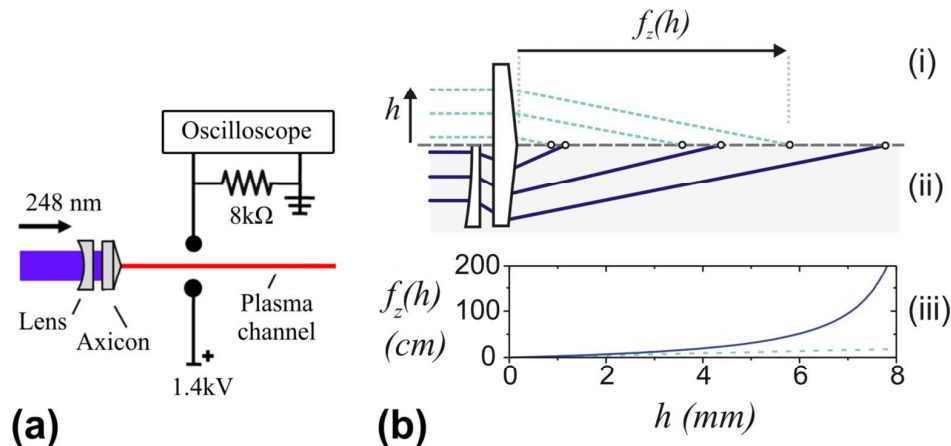 Oscilloscope
248 nm
8kΩ
Lens
Axicon
Plasma
channel
+
1.4kV
(a)
f_z(h)
(i)
h
(ii)
200
f_z(h)
100
(iii)
(cm)
0
0 2 4 6 8
h (mm)
(b)